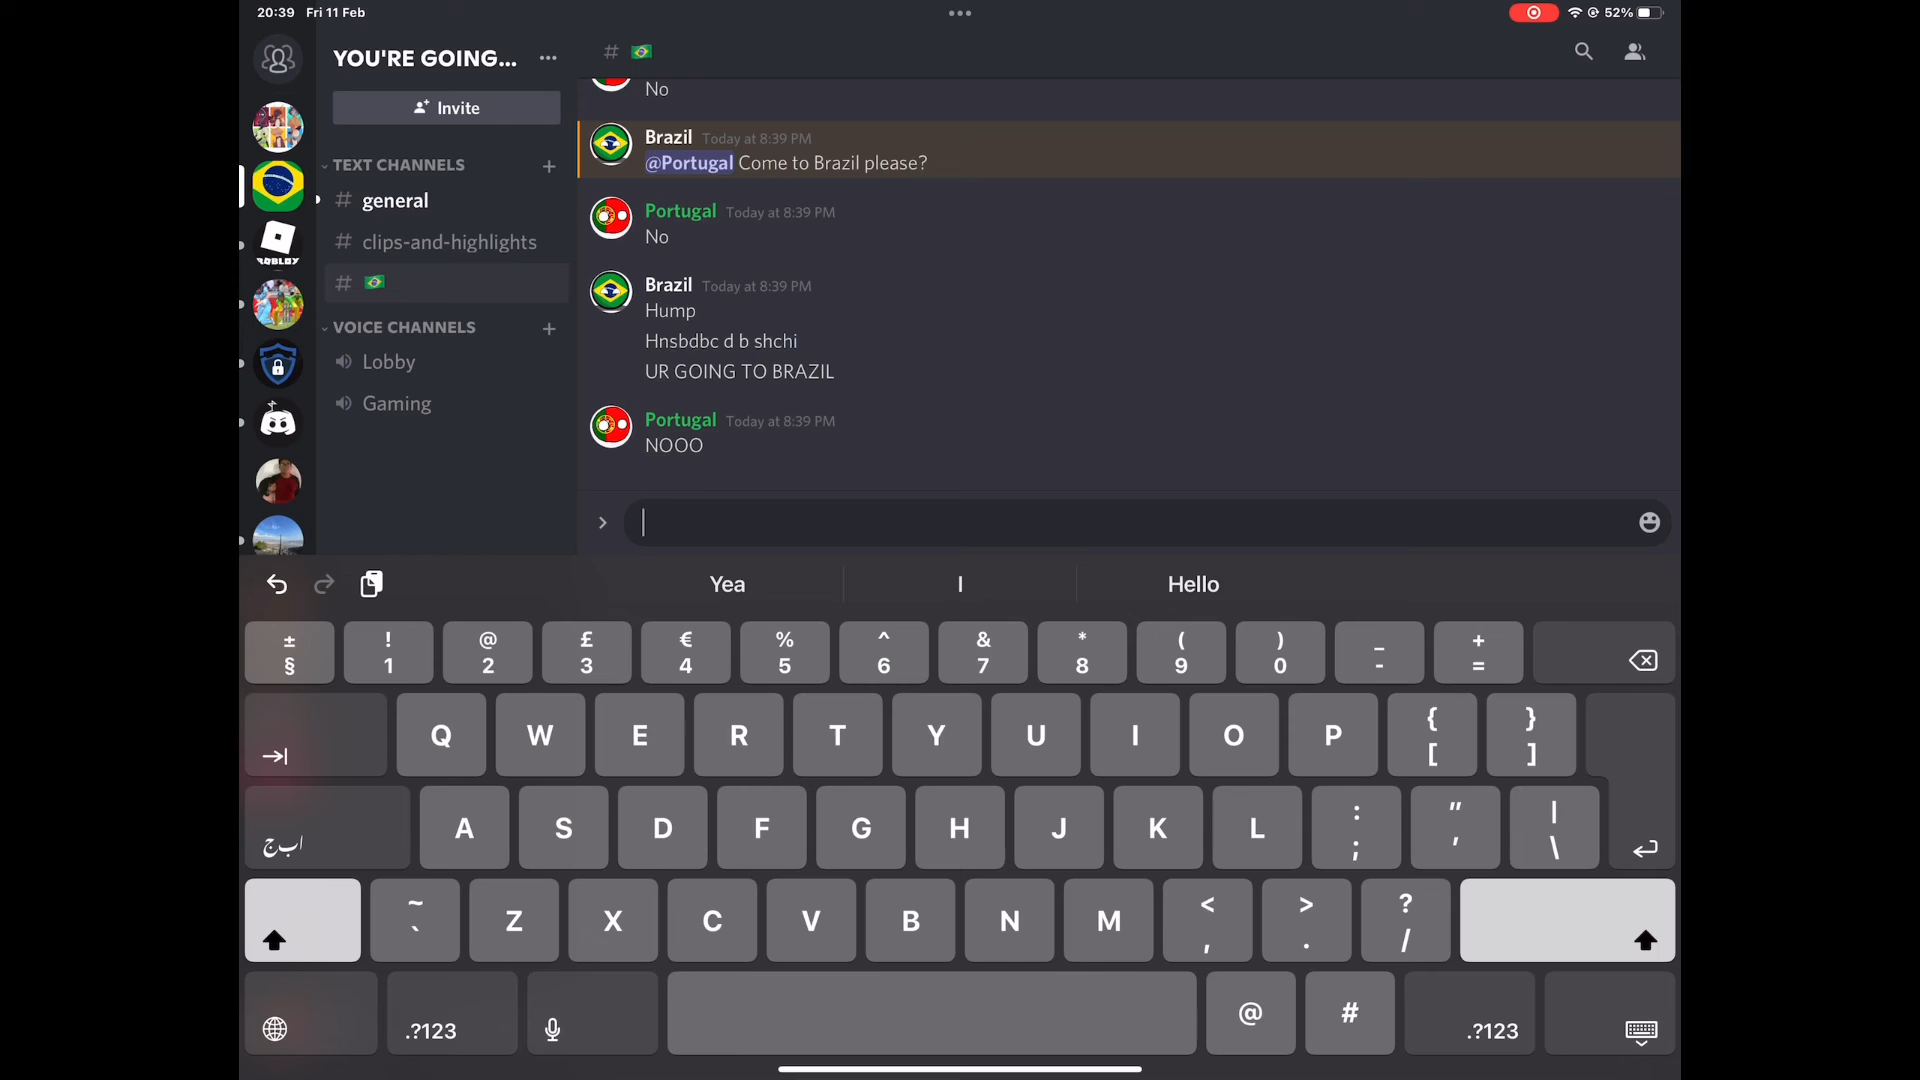 20:39 Fri 11 Feb
52%
YOU'RE GOING...
Invite
TEXT CHANNELS
general
clips-and-highlights
🇧🇷
VOICE CHANNELS
Lobby
Gaming
ROBLOX
# 🇧🇷
No
Brazil Today at 8:39 PM
@Portugal Come to Brazil please?
Portugal Today at 8:39 PM
No
Brazil Today at 8:39 PM
Hump
Hnsbdbc d b shchi
UR GOING TO BRAZIL
Portugal Today at 8:39 PM
NOOO
Yea I Hello
± ! @ £ € % ^ & * ( ) _ +
§ 1 2 3 4 5 6 7 8 9 0 - =
Q W E R T Y U I O P { [ } ]
ابج A S D F G H J K L : ; " ' | \
~ ` Z X C V B N M < , > . ? /
.?123 @ # .?123